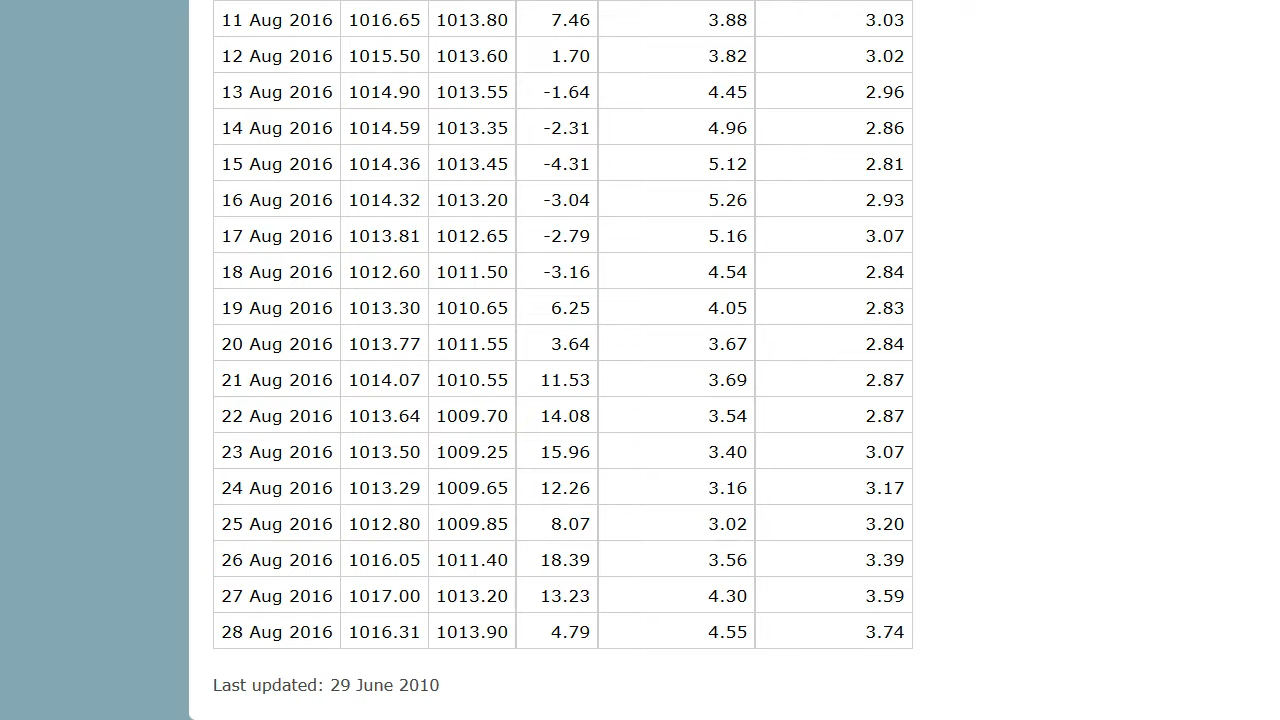 11 Aug 2016 1016.65 1013.80 7.46 3.88 3.03
12 Aug 2016 1015.50 1013.60 1.70 3.82 3.02
13 Aug 2016 1014.90 1013.55 -1.64 4.45 2.96
14 Aug 2016 1014.59 1013.35 -2.31 4.96 2.86
15 Aug 2016 1014.36 1013.45 -4.31 5.12 2.81
16 Aug 2016 1014.32 1013.20 -3.04 5.26 2.93
17 Aug 2016 1013.81 1012.65 -2.79 5.16 3.07
18 Aug 2016 1012.60 1011.50 -3.16 4.54 2.84
19 Aug 2016 1013.30 1010.65 6.25 4.05 2.83
20 Aug 2016 1013.77 1011.55 3.64 3.67 2.84
21 Aug 2016 1014.07 1010.55 11.53 3.69 2.87
22 Aug 2016 1013.64 1009.70 14.08 3.54 2.87
23 Aug 2016 1013.50 1009.25 15.96 3.40 3.07
24 Aug 2016 1013.29 1009.65 12.26 3.16 3.17
25 Aug 2016 1012.80 1009.85 8.07 3.02 3.20
26 Aug 2016 1016.05 1011.40 18.39 3.56 3.39
27 Aug 2016 1017.00 1013.20 13.23 4.30 3.59
28 Aug 2016 1016.31 1013.90 4.79 4.55 3.74
Last updated: 29 June 2010